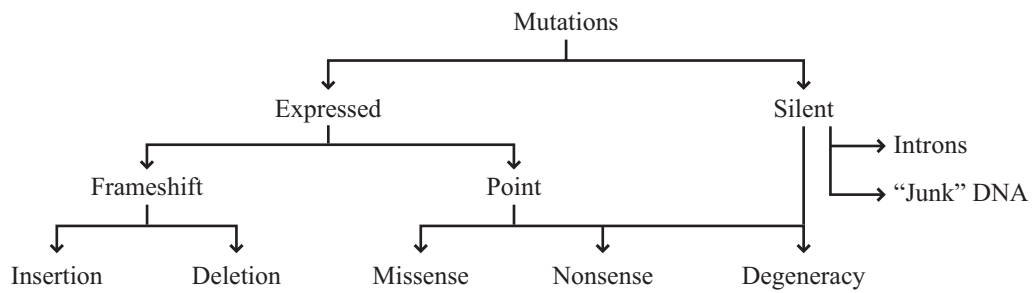 Mutations
Expressed
Silent
Introns
“Junk” DNA
Frameshift
Point
Insertion
Deletion
Missense
Nonsense
Degeneracy